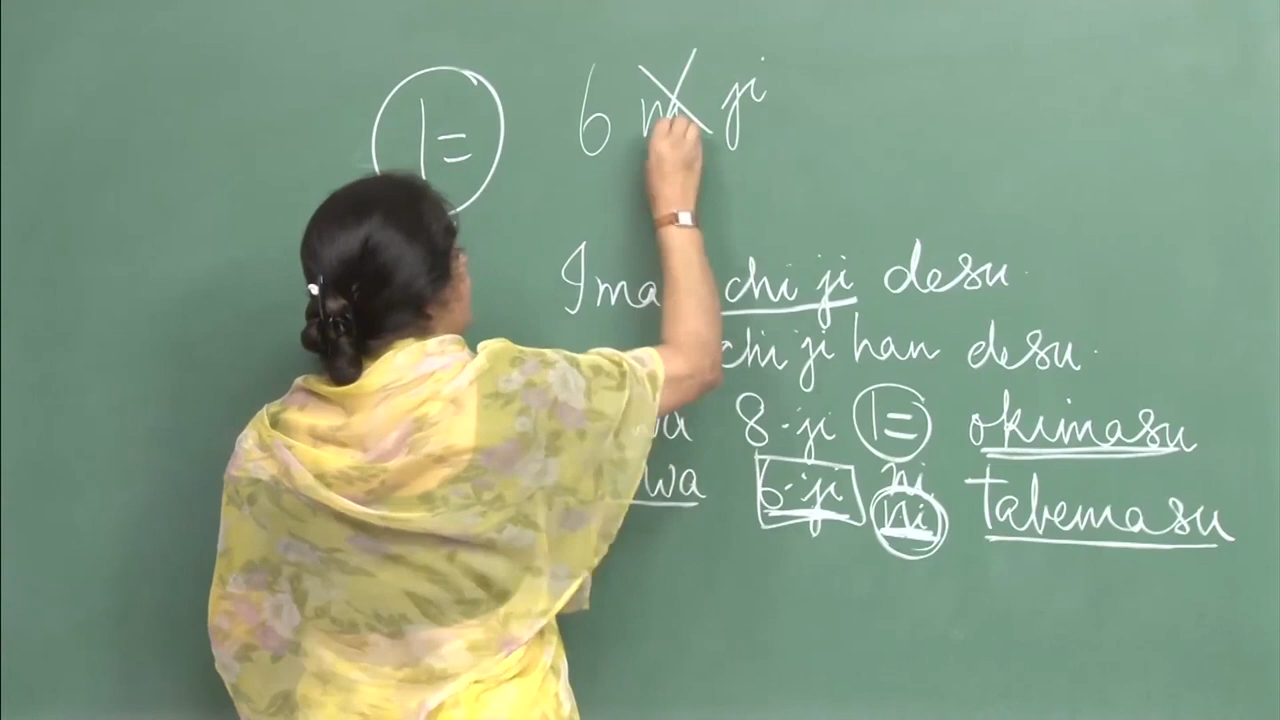 に 6 ni ji
Ima chi ji desu.
chi ji han desu.
wa 8-ji に okimasu
wa 6-ji ni ni tabemasu